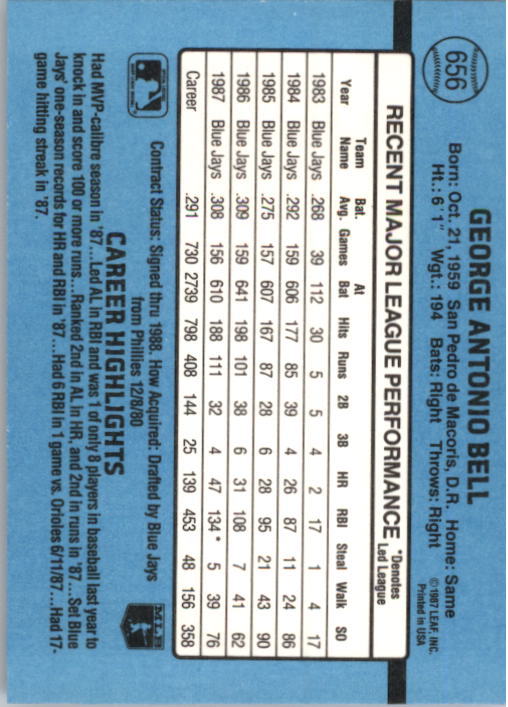 656
GEORGE ANTONIO BELL
Born: Oct. 21, 1959 San Pedro de Macoris, D.R. Home: Same
Ht.: 6' 1" Wgt.: 194 Bats: Right Throws: Right
©1987 LEAF, INC.
Printed in USA
RECENT MAJOR LEAGUE PERFORMANCE *Denotes Led League
Year Team Name Bat. Avg. Games At Bat Hits Runs 2B 3B HR RBI Steal Walk SO
1983 Blue Jays .268 39 112 30 5 5 4 2 17 1 4 17
1984 Blue Jays .292 159 606 177 85 39 4 26 87 11 24 86
1985 Blue Jays .275 157 607 167 87 28 6 28 95 21 43 90
1986 Blue Jays .309 159 641 198 101 38 6 31 108 7 41 62
1987 Blue Jays .308 156 610 188 111 32 4 47 134* 5 39 76
Career .291 730 2739 798 408 144 25 139 453 48 156 358
Contract Status: Signed thru 1988. How Acquired: Drafted by Blue Jays
from Phillies 12/8/80
MLB
CAREER HIGHLIGHTS
Had MVP-calibre season in '87...Led AL In RBI and was 1 of only 8 players in baseball last year to
knock in and score 100 or more runs...Ranked 2nd in AL in HR, and 2nd in runs in '87...Set Blue
Jays' one-season records for HR and RBI in '87...Had 6 RBI in 1 game vs. Orioles 6/11/87...Had 17-
game hitting streak in '87.